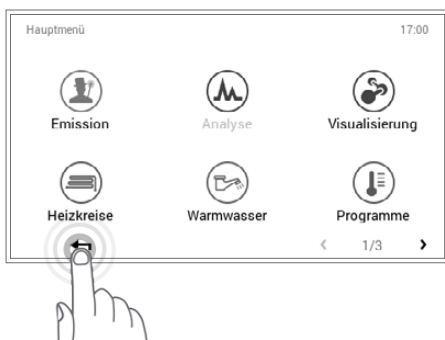 Hauptmenü 17:00
Emission Analyse Visualisierung
Heizkreise Warmwasser Programme
1/3